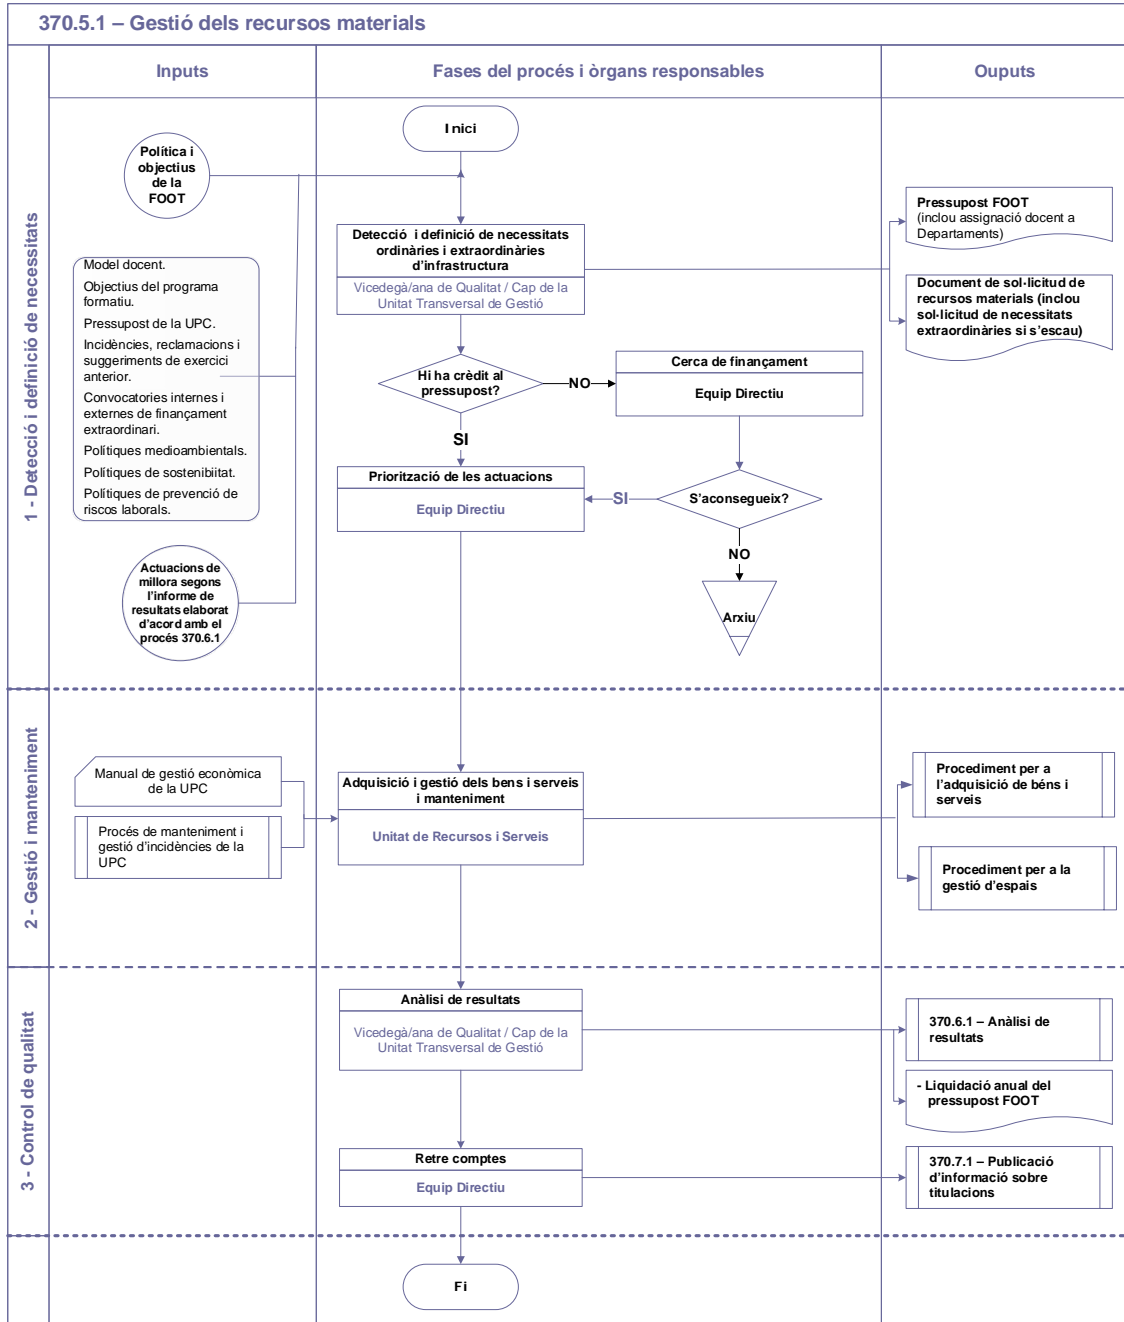 370.5.1 – Gestió dels recursos materials
Inputs
Fases del procés i òrgans responsables
Ouputs
1 - Detecció i definició de necessitats
Inici
Política i
objectius
de la
FOOT
Detecció i definició de necessitats
ordinàries i extraordinàries
d'infrastructura
Vicedegà/ana de Qualitat / Cap de la
Unitat Transversal de Gestió
Pressupost FOOT
(inclou assignació docent a
Departaments)
Document de sol·licitud de
recursos materials (inclou
sol·licitud de necessitats
extraordinàries si s'escau)
Model docent.
Objectius del programa
formatiu.
Pressupost de la UPC.
Incidències, reclamacions i
suggeriments de exercici
anterior.
Convocatories internes i
externes de finançament
extraordinari.
Polítiques medioambientals.
Polítiques de sostenibiitat.
Polítiques de prevenció de
riscos laborals.
Hi ha crèdit al
pressupost?
NO
Cerca de finançament
Equip Directiu
SI
Priorització de les actuacions
Equip Directiu
SI
S'aconsegueix?
NO
Arxiu
Actuacions de
millora segons
l'informe de
resultats elaborat
d'acord amb el
procés 370.6.1
2 - Gestió i manteniment
Manual de gestió econòmica
de la UPC
Procés de manteniment i
gestió d'incidències de la
UPC
Adquisició i gestió dels bens i serveis
i manteniment
Unitat de Recursos i Serveis
Procediment per a
l'adquisició de béns i
serveis
Procediment per a la
gestió d'espais
3 - Control de qualitat
Anàlisi de resultats
Vicedegà/ana de Qualitat / Cap de la
Unitat Transversal de Gestió
370.6.1 – Anàlisi de
resultats
- Liquidació anual del
pressupost FOOT
Retre comptes
Equip Directiu
370.7.1 – Publicació
d'informació sobre
titulacions
Fi